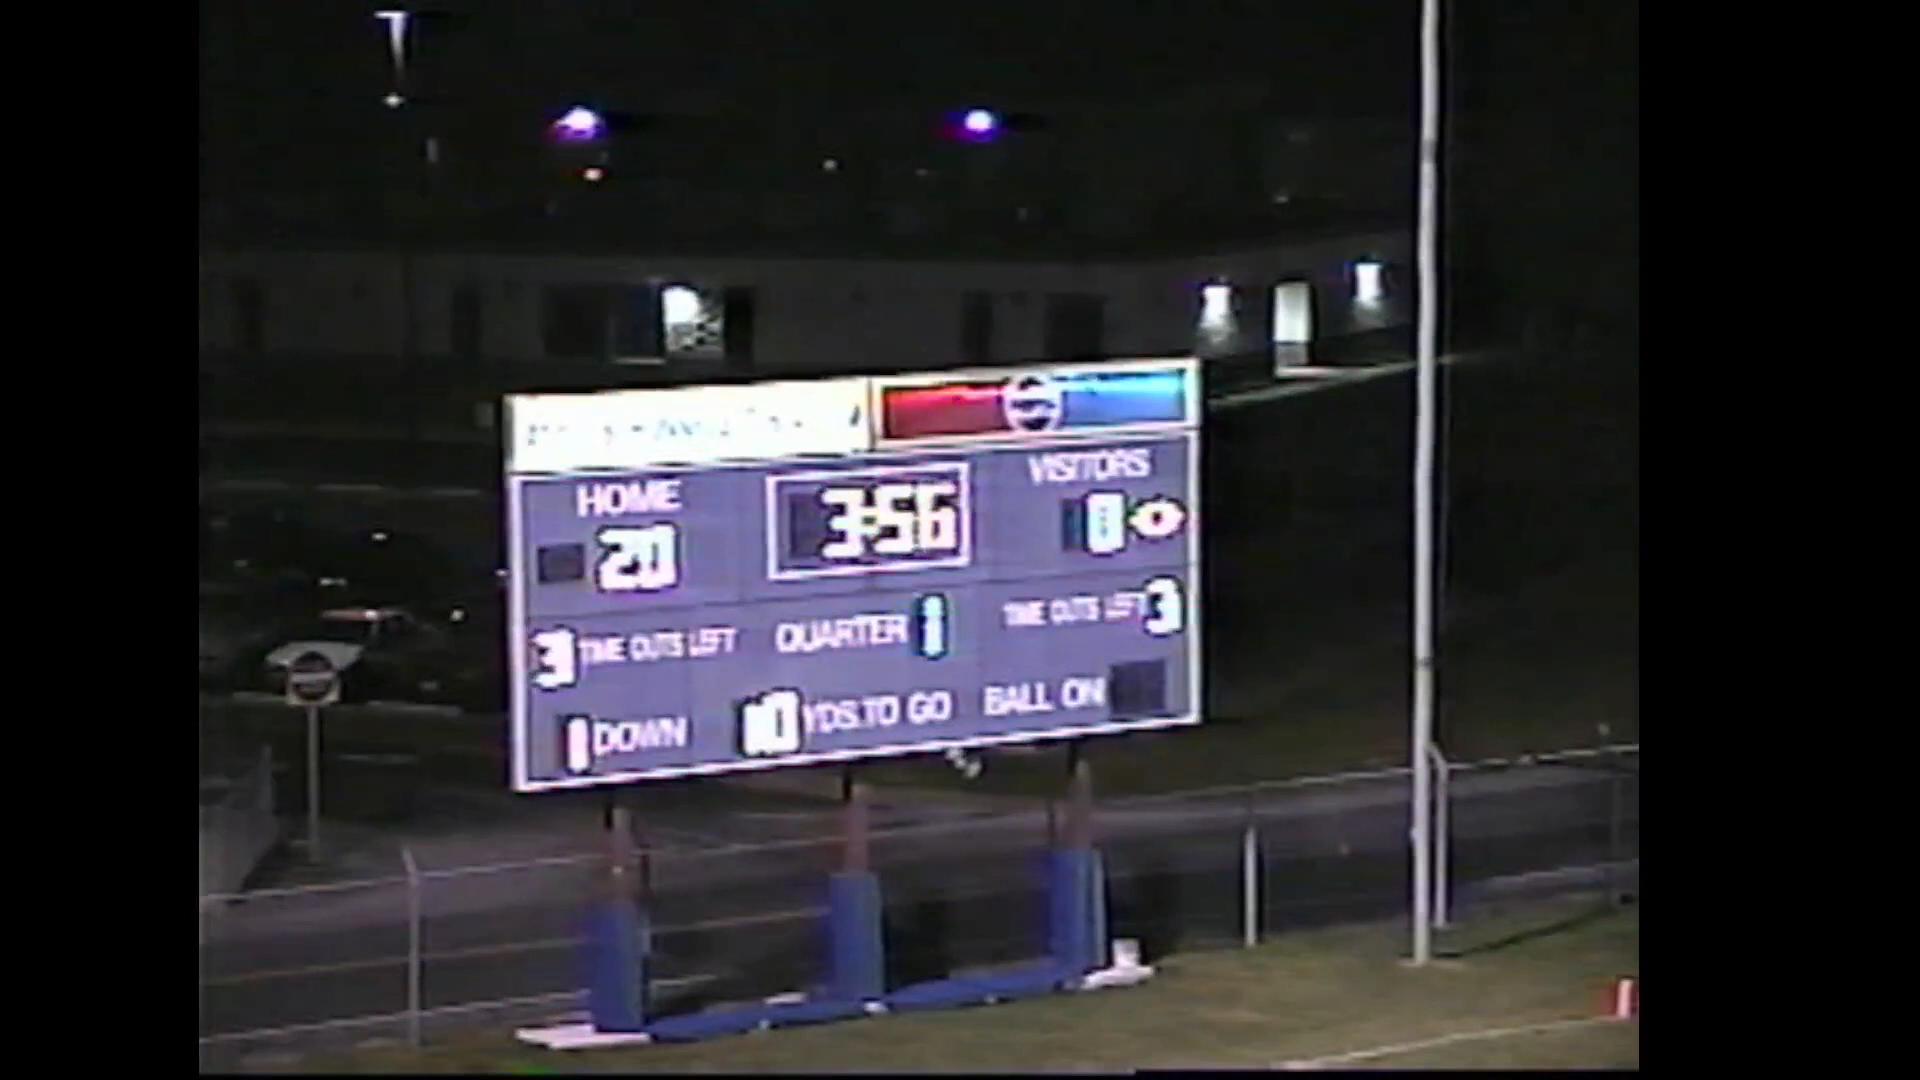 HOME 3:56 VISITORS
20 0
3 TIME OUTS LEFT QUARTER 1 TIME OUTS LEFT 3
1 DOWN 10 YDS.TO GO BALL ON